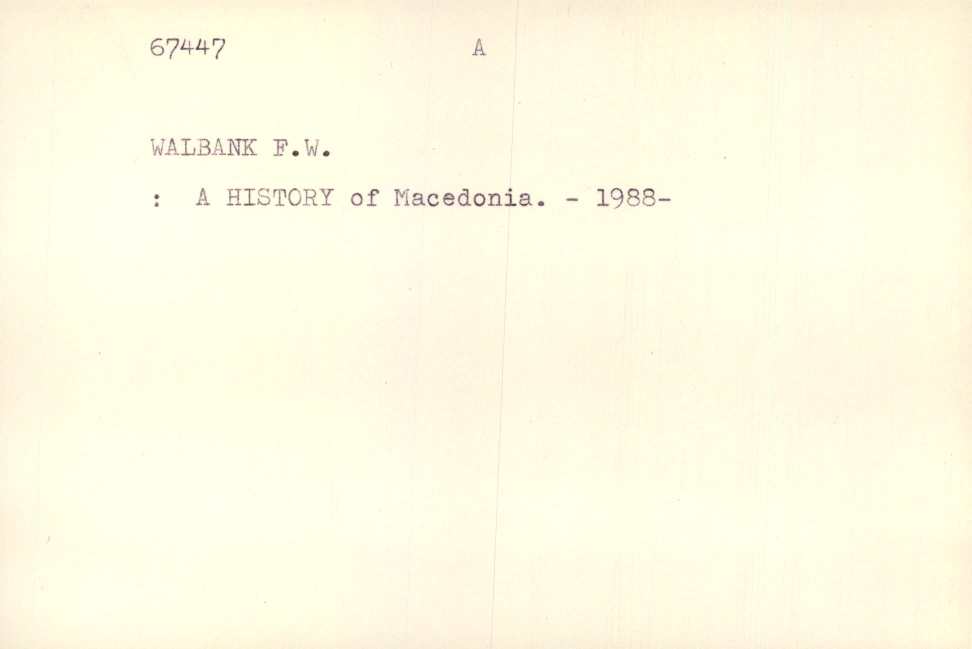 67447 A
WALBANK F.W.
: A HISTORY of Macedonia. - 1988-